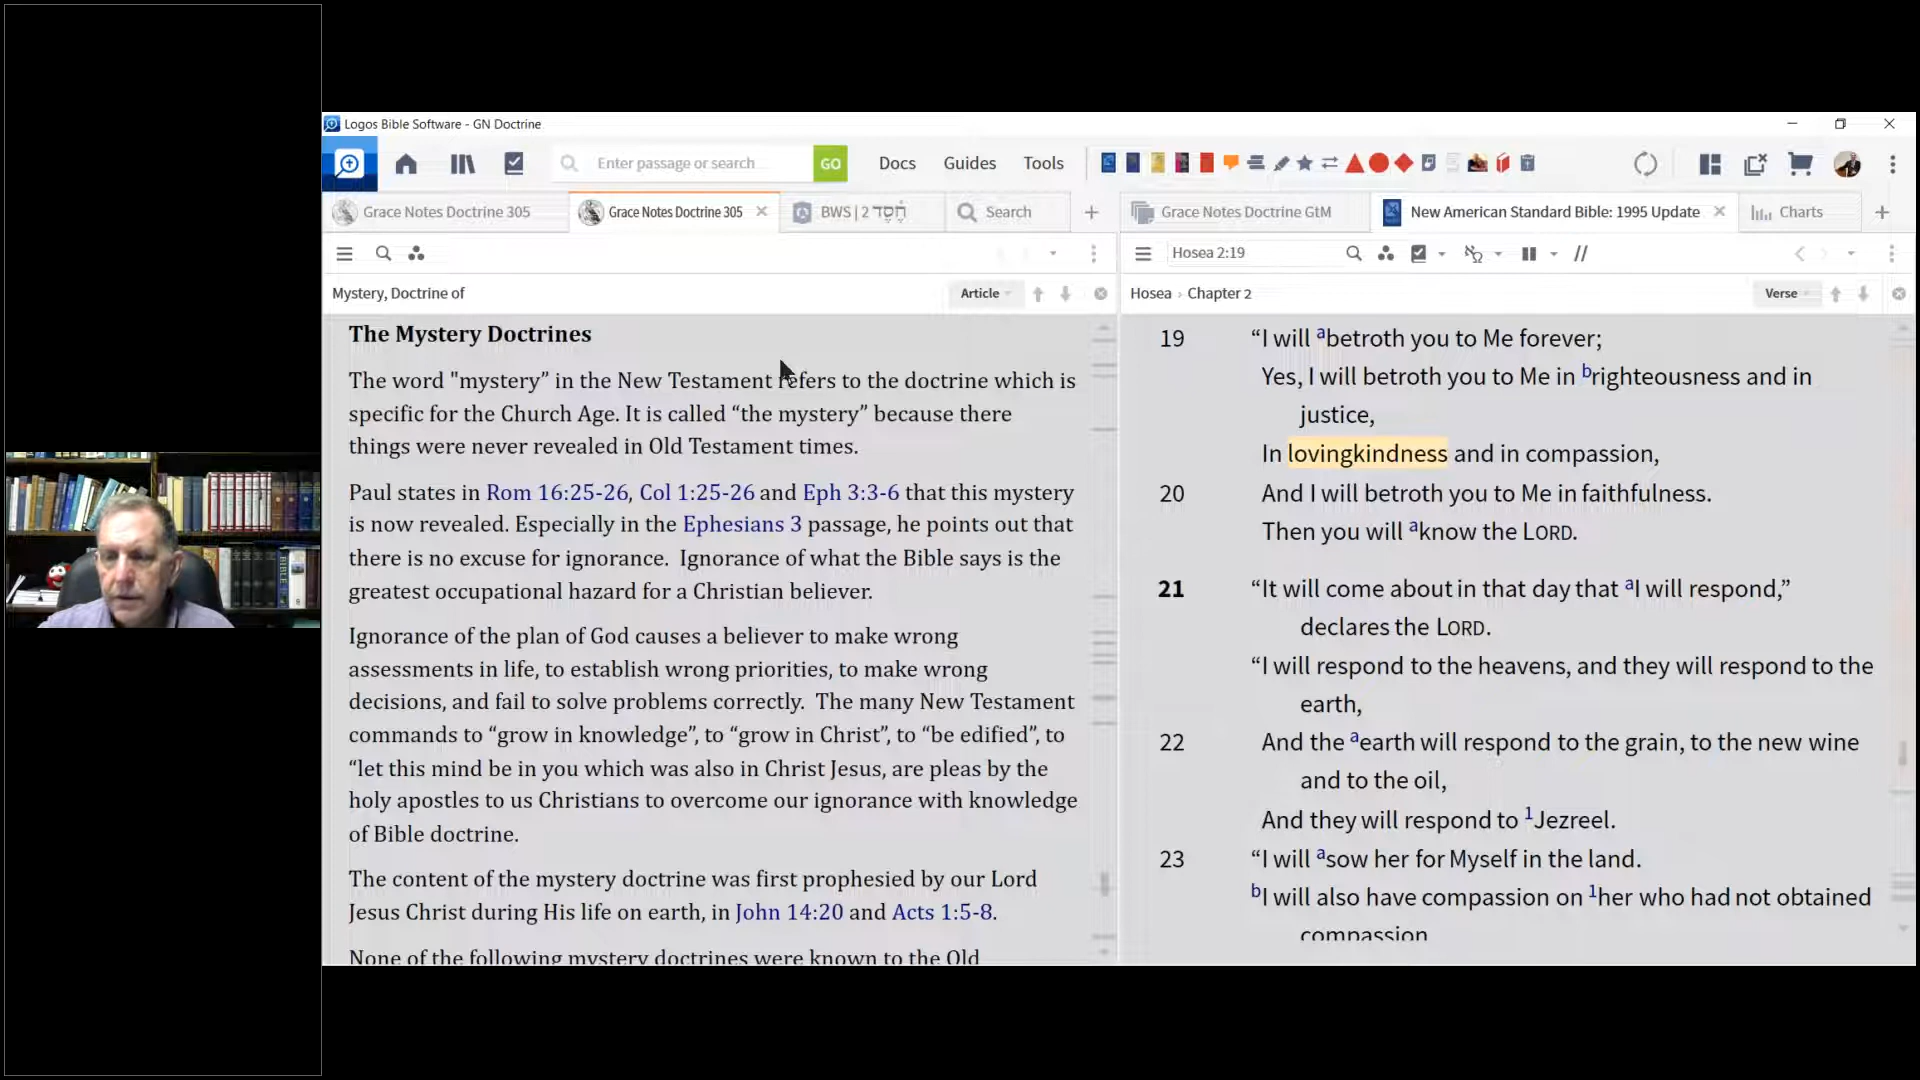 Logos Bible Software - GN Doctrine
Enter passage or search...
GO
Docs
Guides
Tools
Grace Notes Doctrine 305
Grace Notes Doctrine 305
BWS | 2 חֶסֶד
Search
Grace Notes Doctrine GtM
New American Standard Bible: 1995 Update
Charts
Mystery, Doctrine of
Article
The Mystery Doctrines
The word "mystery” in the New Testament refers to the doctrine which is
specific for the Church Age. It is called “the mystery” because there
things were never revealed in Old Testament times.
Paul states in Rom 16:25-26, Col 1:25-26 and Eph 3:3-6 that this mystery
is now revealed. Especially in the Ephesians 3 passage, he points out that
there is no excuse for ignorance. Ignorance of what the Bible says is the
greatest occupational hazard for a Christian believer.
Ignorance of the plan of God causes a believer to make wrong
assessments in life, to establish wrong priorities, to make wrong
decisions, and fail to solve problems correctly. The many New Testament
commands to “grow in knowledge”, to “grow in Christ”, to “be edified”, to
“let this mind be in you which was also in Christ Jesus, are pleas by the
holy apostles to us Christians to overcome our ignorance with knowledge
of Bible doctrine.
The content of the mystery doctrine was first prophesied by our Lord
Jesus Christ during His life on earth, in John 14:20 and Acts 1:5-8.
None of the following mystery doctrines were known to the Old
Hosea 2:19
Hosea › Chapter 2
Verse
19 “I will ᵃbetroth you to Me forever;
Yes, I will betroth you to Me in ᵇrighteousness and in
justice,
In lovingkindness and in compassion,
20 And I will betroth you to Me in faithfulness.
Then you will ᵃknow the LORD.
21 “It will come about in that day that ᵃI will respond,”
declares the LORD.
“I will respond to the heavens, and they will respond to the
earth,
22 And the ᵃearth will respond to the grain, to the new wine
and to the oil,
And they will respond to ¹Jezreel.
23 “I will ᵃsow her for Myself in the land.
ᵇI will also have compassion on ¹her who had not obtained
compassion
BIBLE